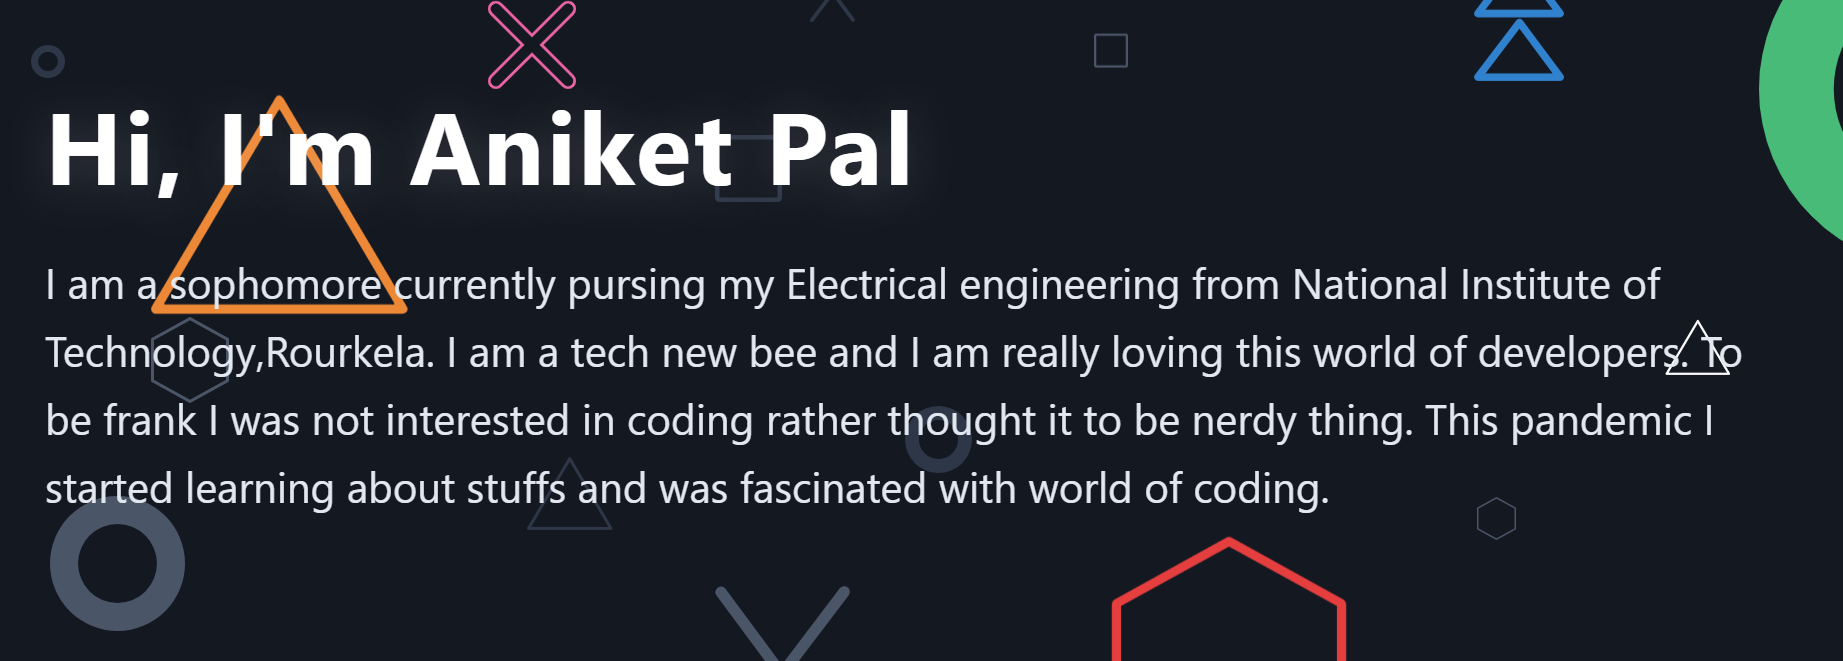 Hi, I'm Aniket Pal
I am a sophomore currently pursing my Electrical engineering from National Institute of
Technology,Rourkela. I am a tech new bee and I am really loving this world of developers. To
be frank I was not interested in coding rather thought it to be nerdy thing. This pandemic I
started learning about stuffs and was fascinated with world of coding.